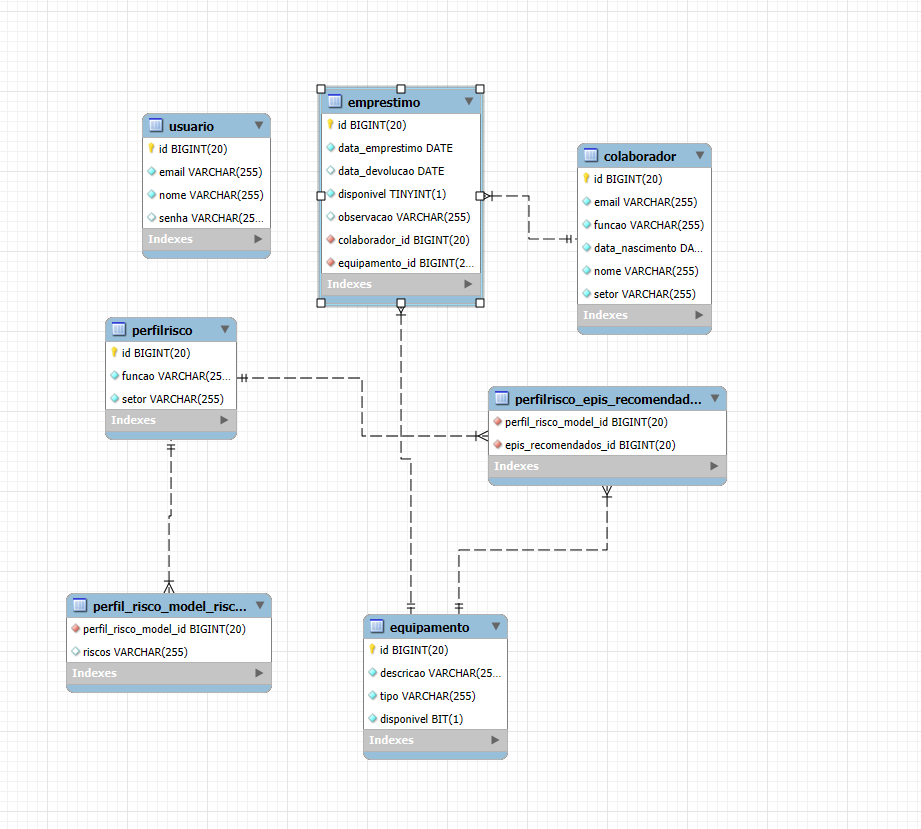 usuario
id BIGINT(20)
email VARCHAR(255)
nome VARCHAR(255)
senha VARCHAR(25...
Indexes
emprestimo
id BIGINT(20)
data_emprestimo DATE
data_devolucao DATE
disponivel TINYINT(1)
observacao VARCHAR(255)
colaborador_id BIGINT(20)
equipamento_id BIGINT(2...
Indexes
colaborador
id BIGINT(20)
email VARCHAR(255)
funcao VARCHAR(255)
data_nascimento DA...
nome VARCHAR(255)
setor VARCHAR(255)
Indexes
perfilrisco
id BIGINT(20)
funcao VARCHAR(25...
setor VARCHAR(255)
Indexes
perfilrisco_epis_recomendad...
perfil_risco_model_id BIGINT(20)
epis_recomendados_id BIGINT(20)
Indexes
perfil_risco_model_risc...
perfil_risco_model_id BIGINT(20)
riscos VARCHAR(255)
Indexes
equipamento
id BIGINT(20)
descricao VARCHAR(25...
tipo VARCHAR(255)
disponivel BIT(1)
Indexes